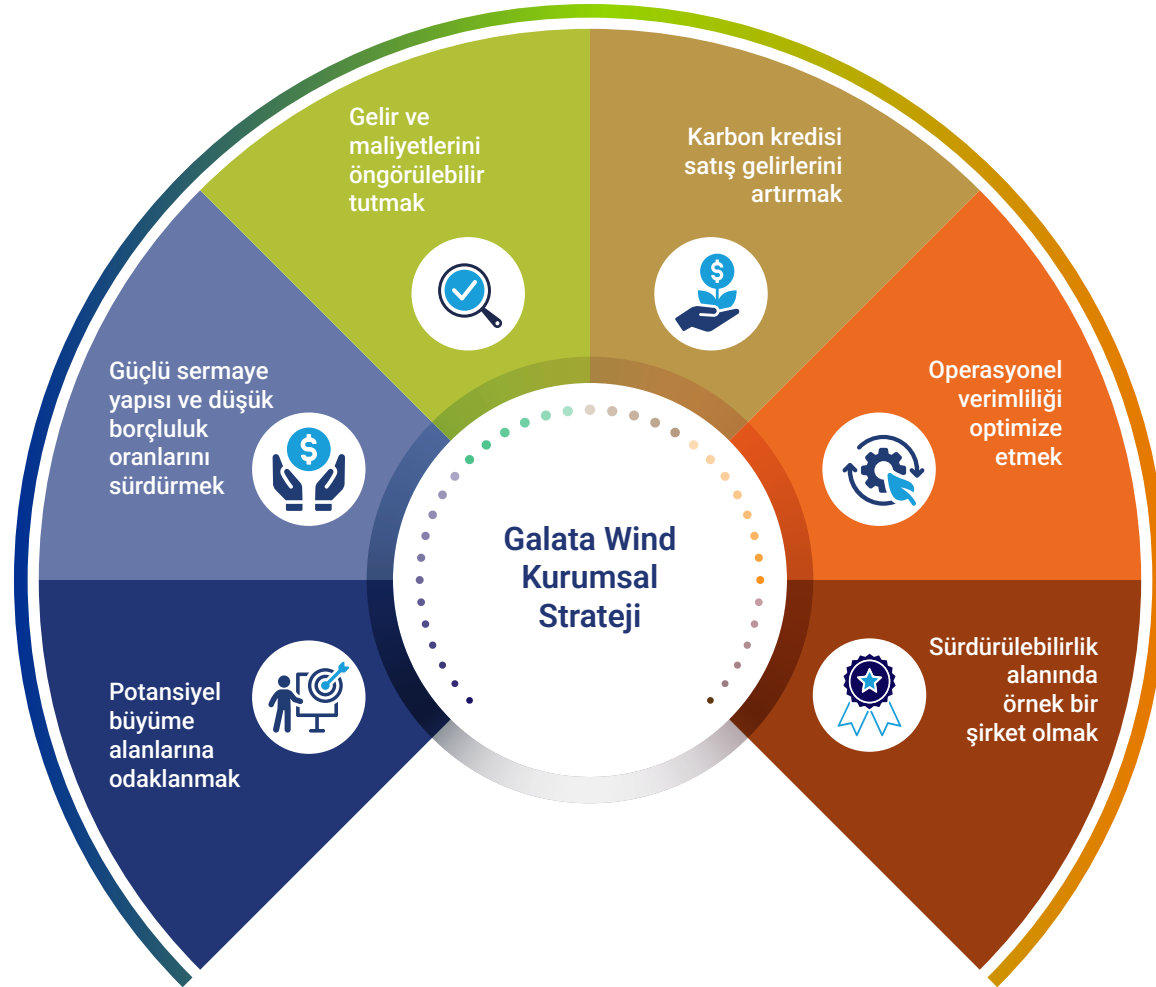 Gelir ve
maliyetlerini
öngörülebilir
tutmak
Karbon kredisi
satış gelirlerini
artırmak
Güçlü sermaye
yapısı ve düşük
borçluluk
oranlarını
sürdürmek
Operasyonel
verimliliği
optimize
etmek
Galata Wind
Kurumsal
Strateji
Potansiyel
büyüme
alanlarına
odaklanmak
Sürdürülebilirlik
alanında
örnek bir
şirket olmak